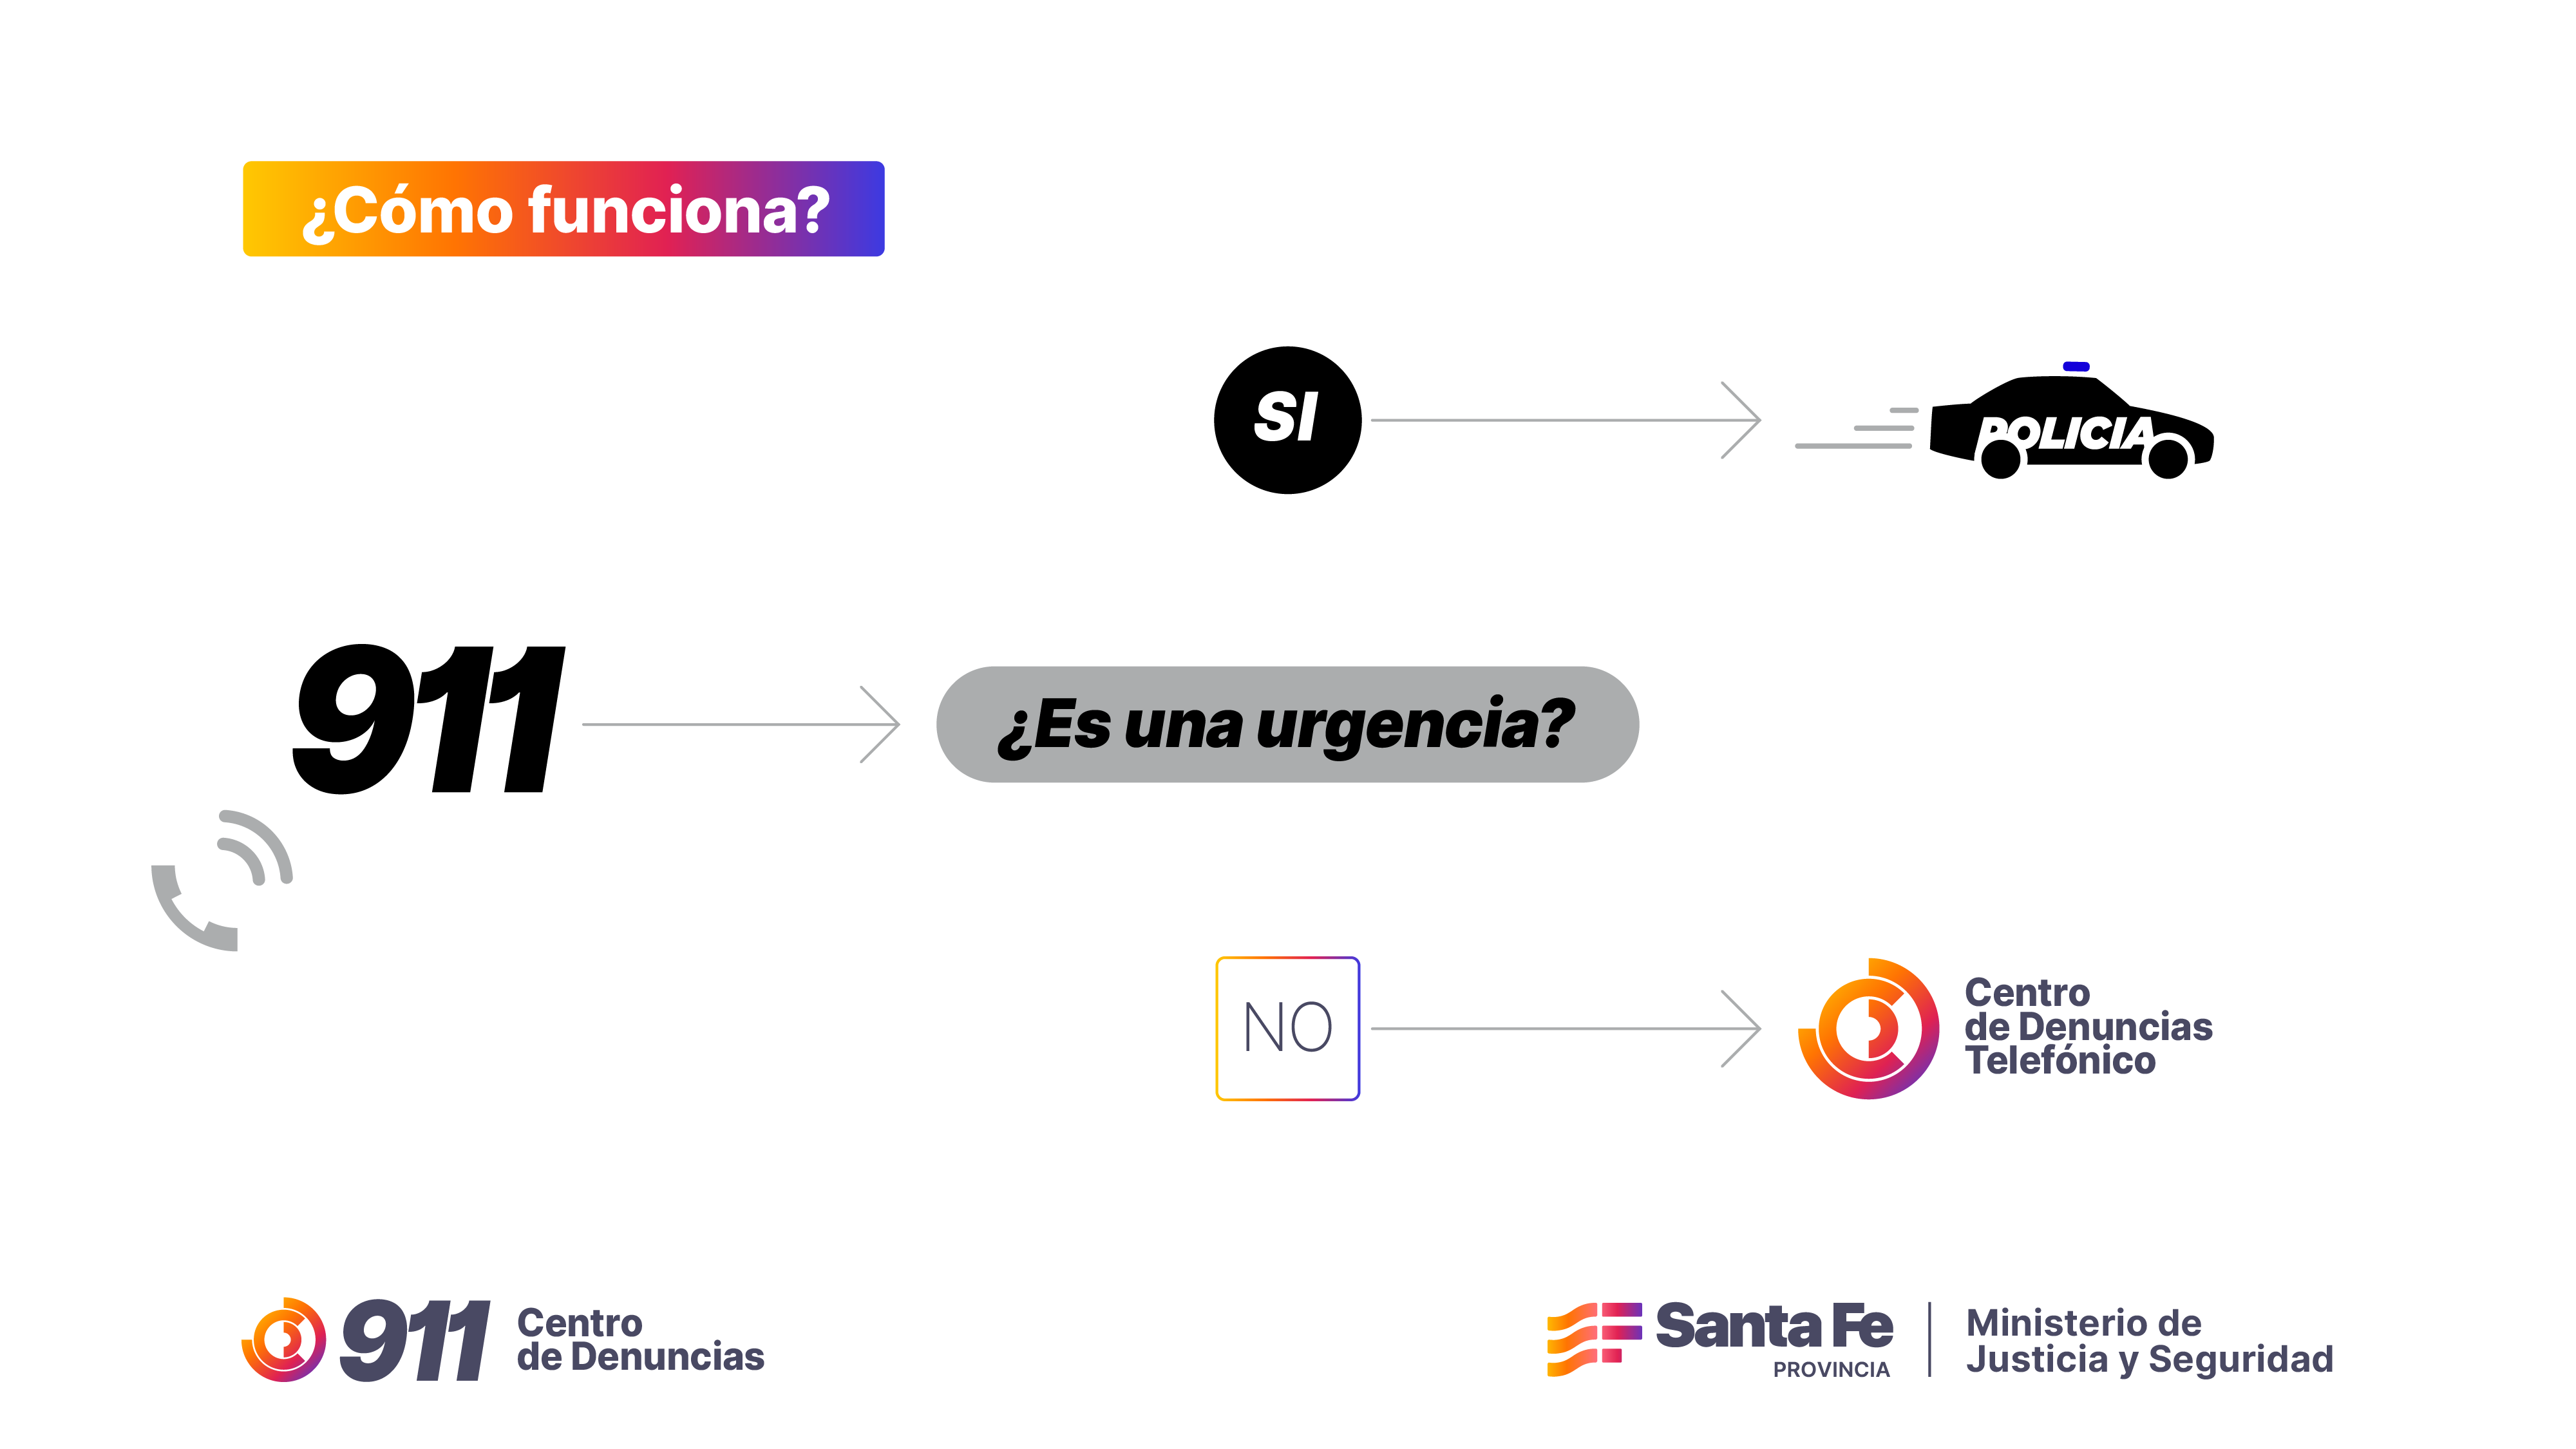 ¿Cómo funciona?
SI
POLICIA
911
¿Es una urgencia?
NO
Centro
de Denuncias
Telefónico
911
Centro
de Denuncias
Santa Fe
PROVINCIA
Ministerio de
Justicia y Seguridad